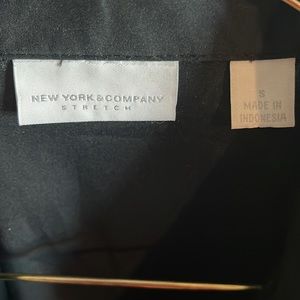 NEW YORK & COMPANY
STRETCH
S
MADE IN
INDONESIA